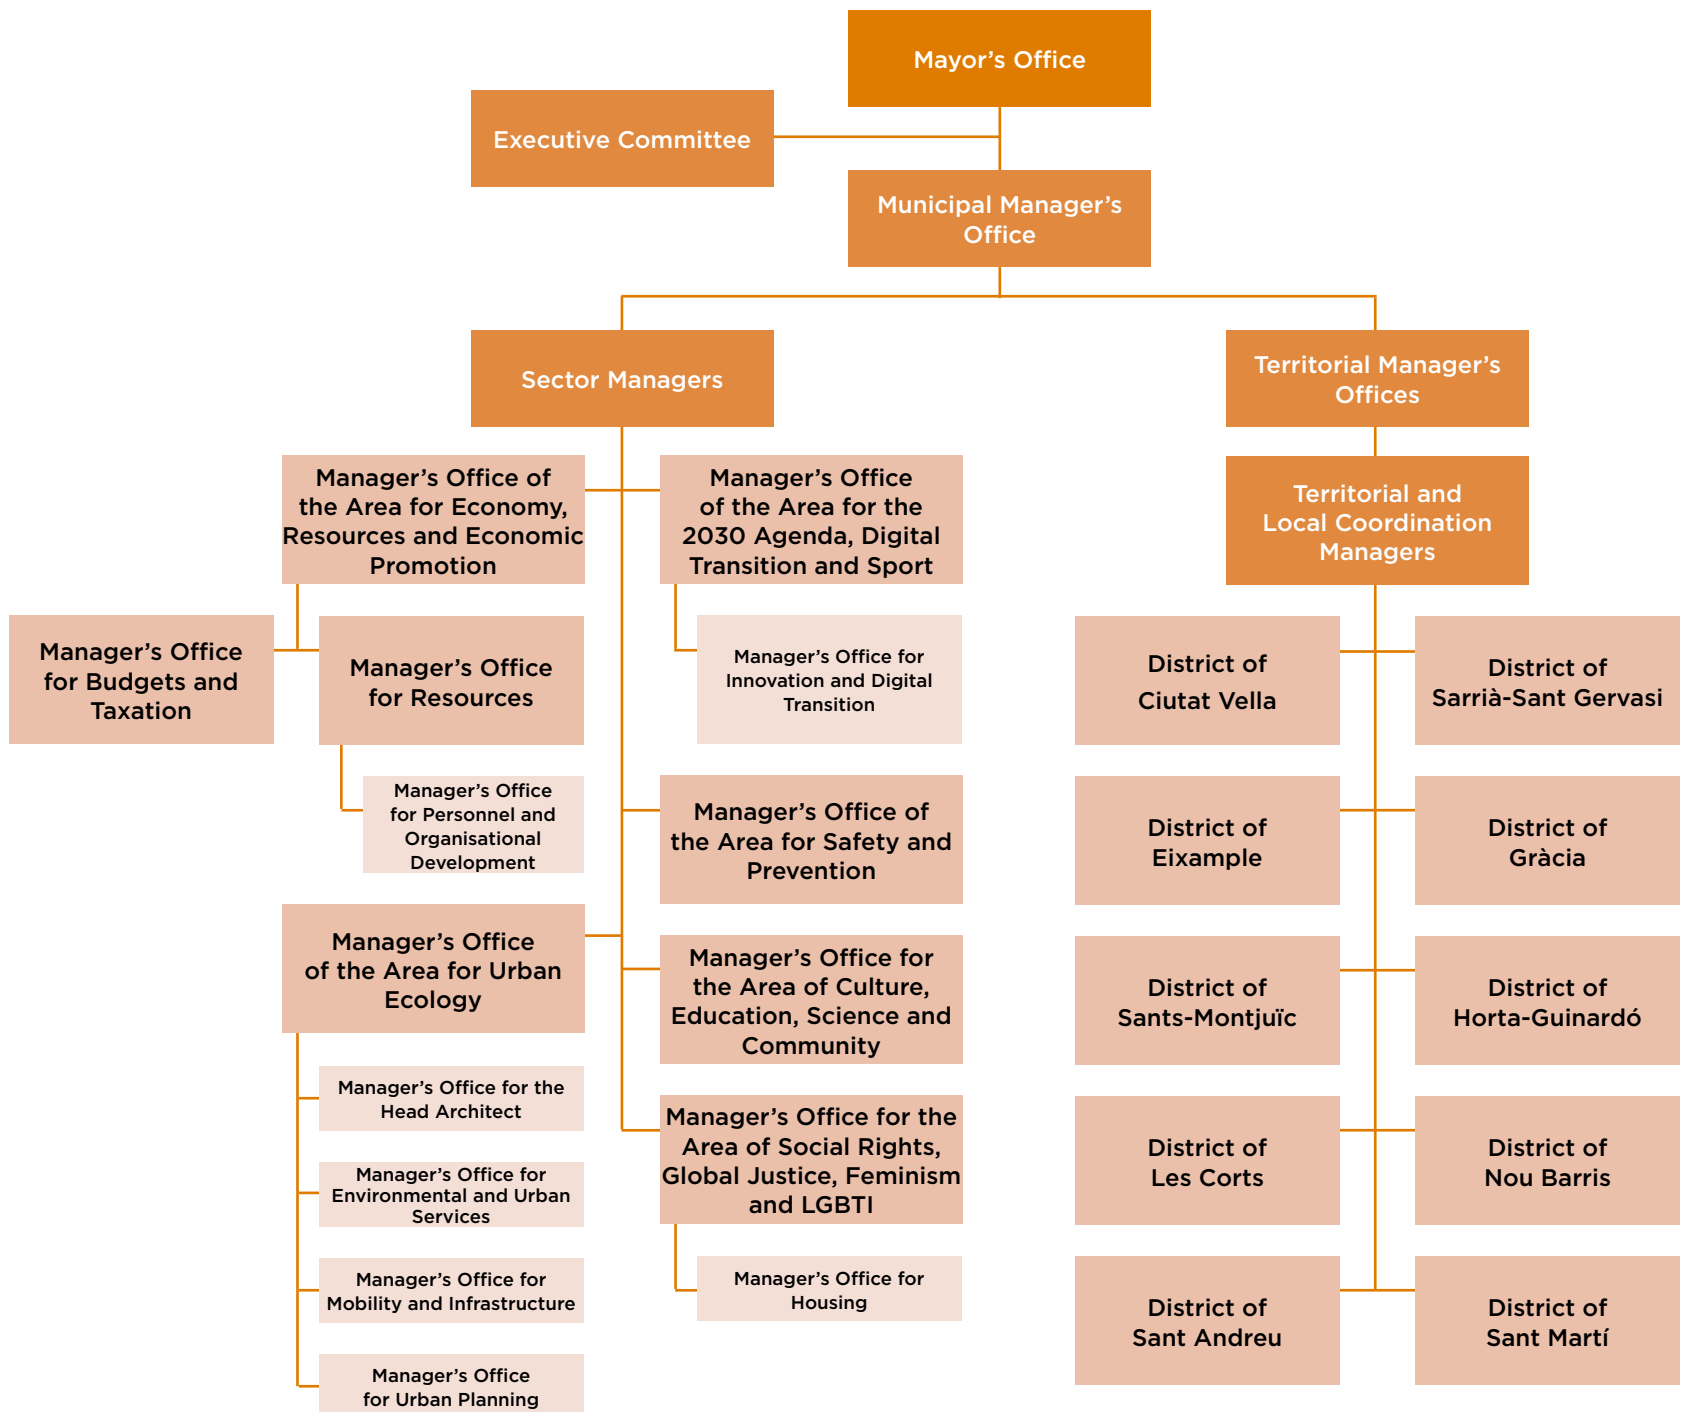 Mayor’s Office
Executive Committee
Municipal Manager’s
Office
Sector Managers
Territorial Manager’s
Offices
Manager’s Office of
the Area for Economy,
Resources and Economic
Promotion
Manager’s Office
of the Area for the
2030 Agenda, Digital
Transition and Sport
Territorial and
Local Coordination
Managers
Manager’s Office
for Budgets and
Taxation
Manager’s Office
for Resources
Manager’s Office for
Innovation and Digital
Transition
District of
Ciutat Vella
District of
Sarrià-Sant Gervasi
Manager’s Office
for Personnel and
Organisational
Development
Manager’s Office of
the Area for Safety and
Prevention
District of
Eixample
District of
Gràcia
Manager’s Office
of the Area for Urban
Ecology
Manager’s Office for
the Area of Culture,
Education, Science and
Community
District of
Sants-Montjuïc
District of
Horta-Guinardó
Manager’s Office for the
Head Architect
Manager’s Office for
Environmental and Urban
Services
Manager’s Office for the
Area of Social Rights,
Global Justice, Feminism
and LGBTI
District of
Les Corts
District of
Nou Barris
Manager’s Office for
Mobility and Infrastructure
Manager’s Office for
Housing
District of
Sant Andreu
District of
Sant Martí
Manager’s Office
for Urban Planning